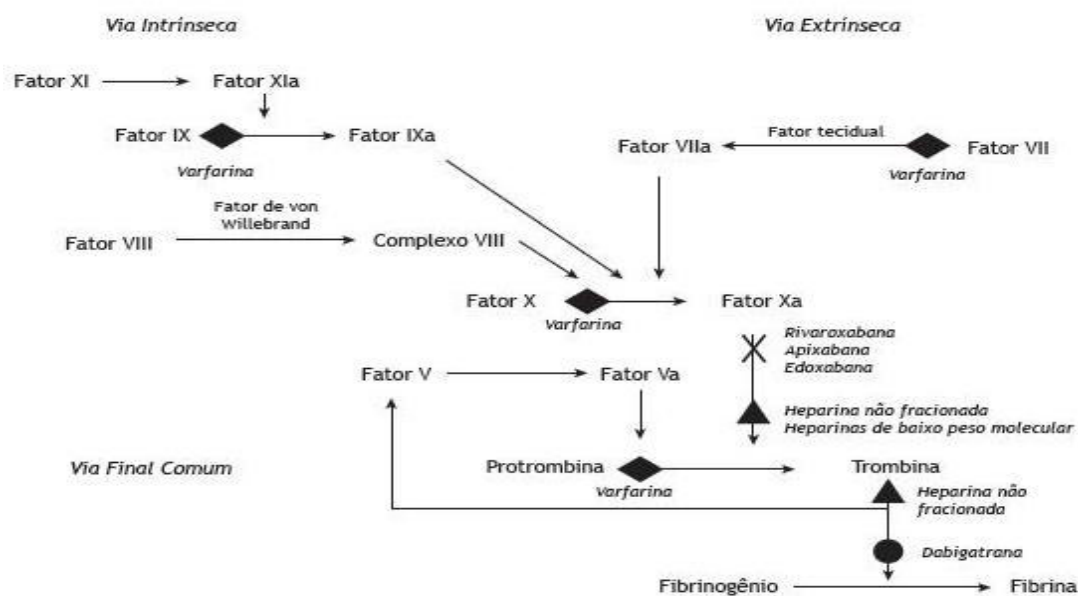 Via Intrínseca
Via Extrínseca
Fator XI
Fator XIa
Fator IX
Fator IXa
Varfarina
Fator VIIa
Fator tecidual
Fator VII
Varfarina
Fator de von
Willebrand
Fator VIII
Complexo VIII
Fator X
Fator Xa
Varfarina
Rivaroxabana
Apixabana
Edoxabana
Fator V
Fator Va
Heparina não fracionada
Heparinas de baixo peso molecular
Via Final Comum
Protrombina
Trombina
Varfarina
Heparina não
fracionada
Dabigatrana
Fibrinogênio
Fibrina